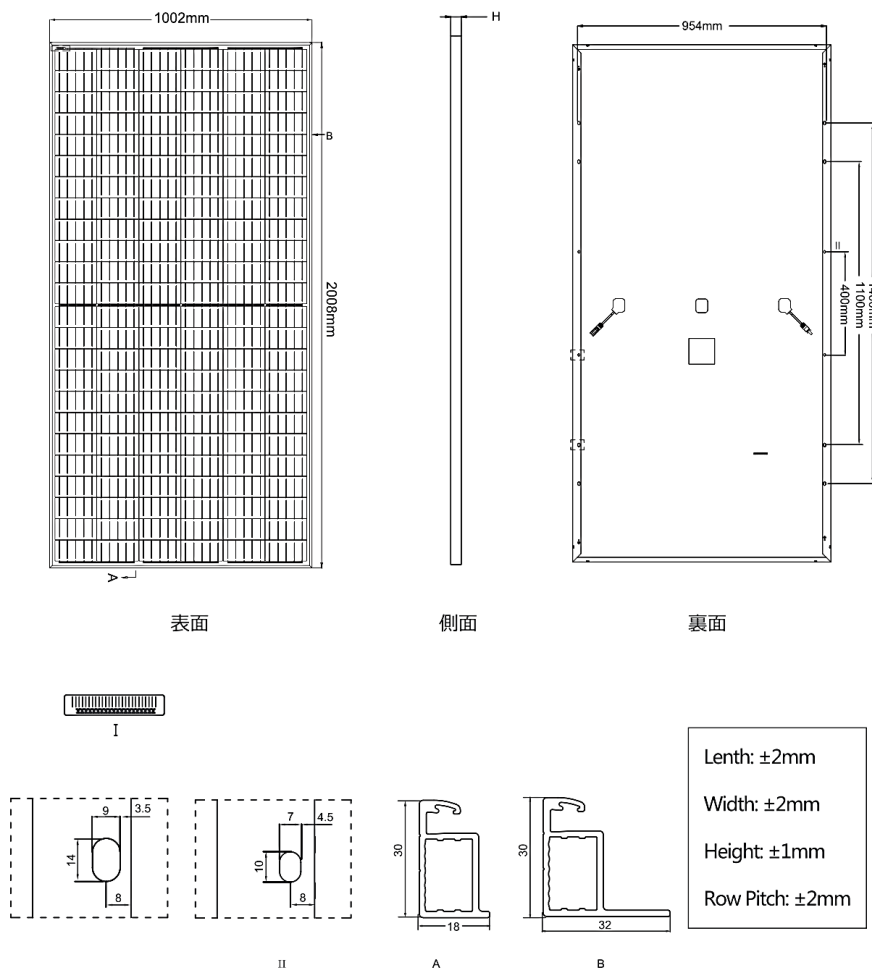 1002mm
H
954mm
B
2008mm
II
400mm
1100mm
A
表面
側面
裏面
I
9
3.5
14
8
7
4.5
10
8
30
18
30
32
II
A
B
Lenth: ±2mm
Width: ±2mm
Height: ±1mm
Row Pitch: ±2mm